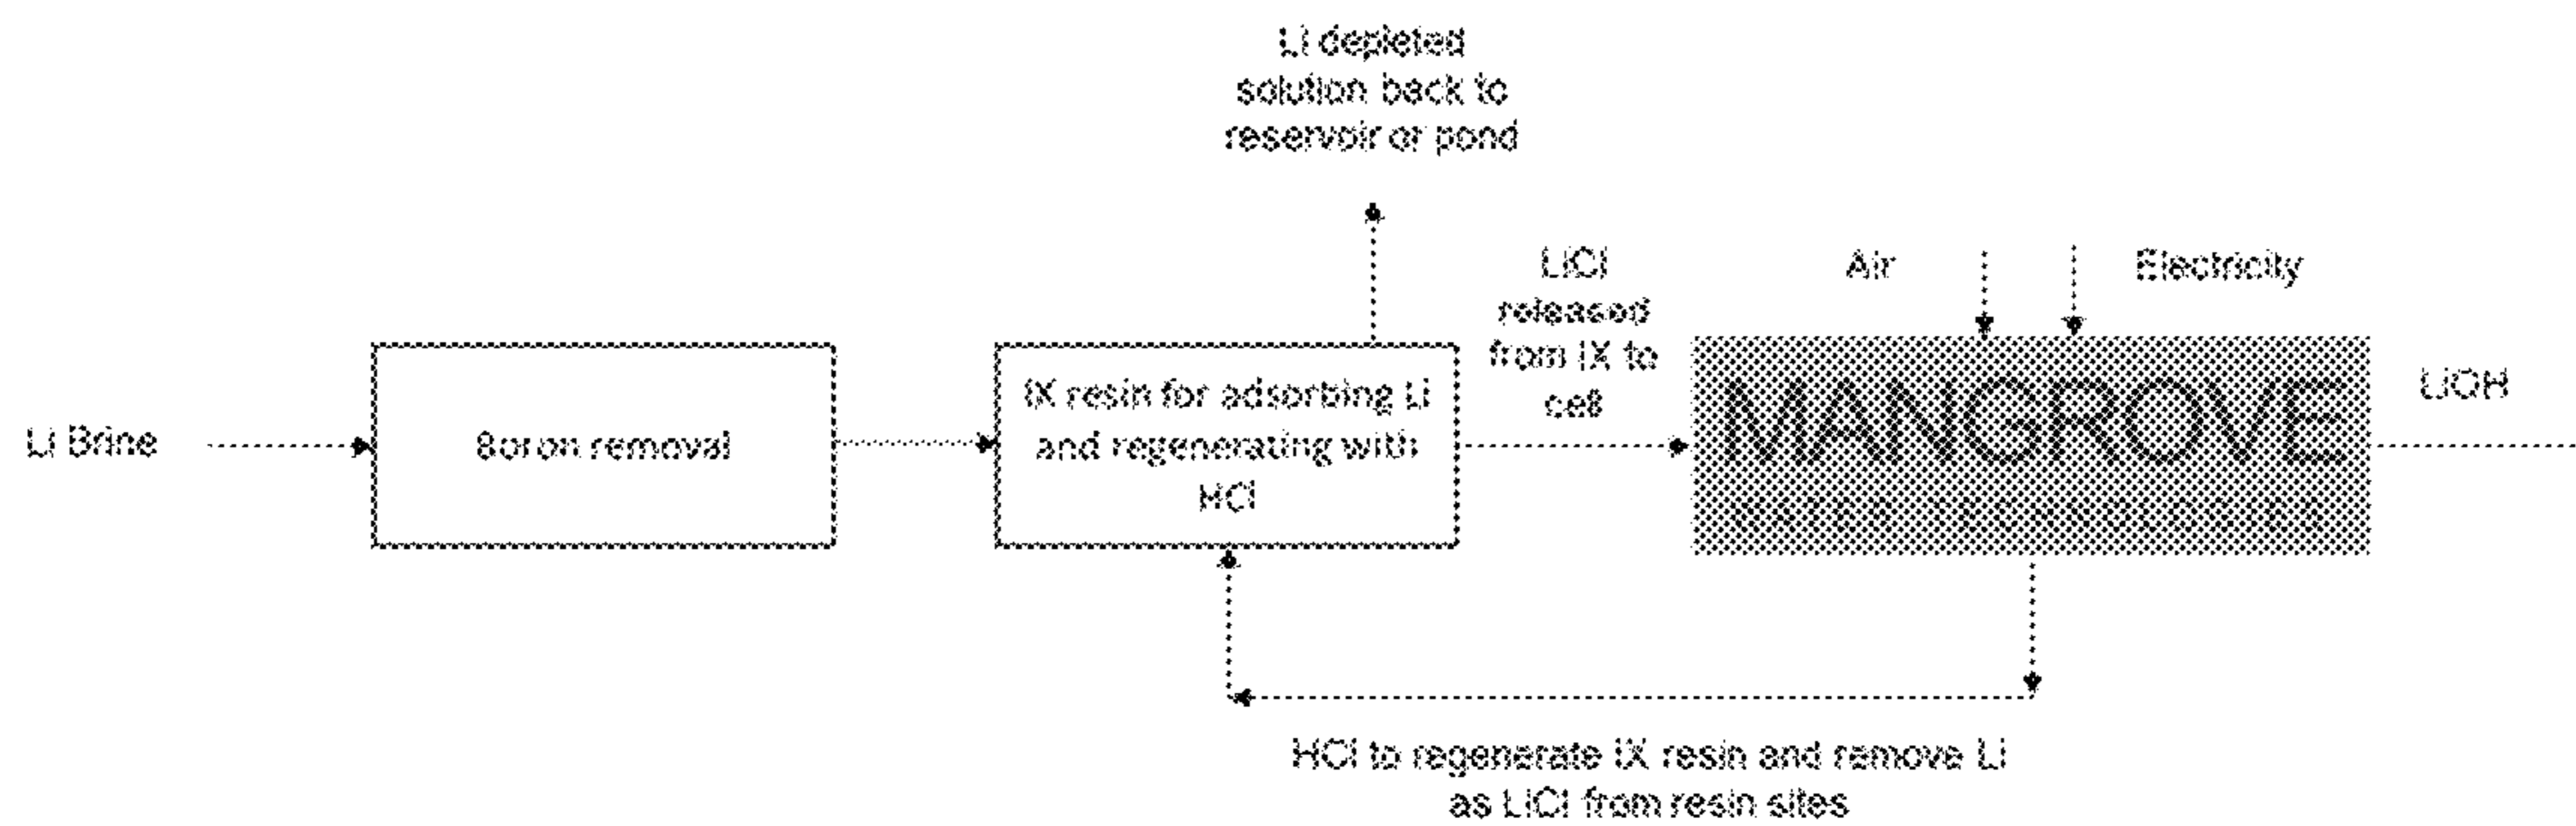 Li depleted
solution back to
reservoir or pond
LiCl
released
from IX to
cell
Air
Electricity
LiOH
Li Brine
Boron removal
IX resin for adsorbing Li
and regenerating with
HCl
MANGROVE
HCl to regenerate IX resin and remove Li
as LiCl from resin sites